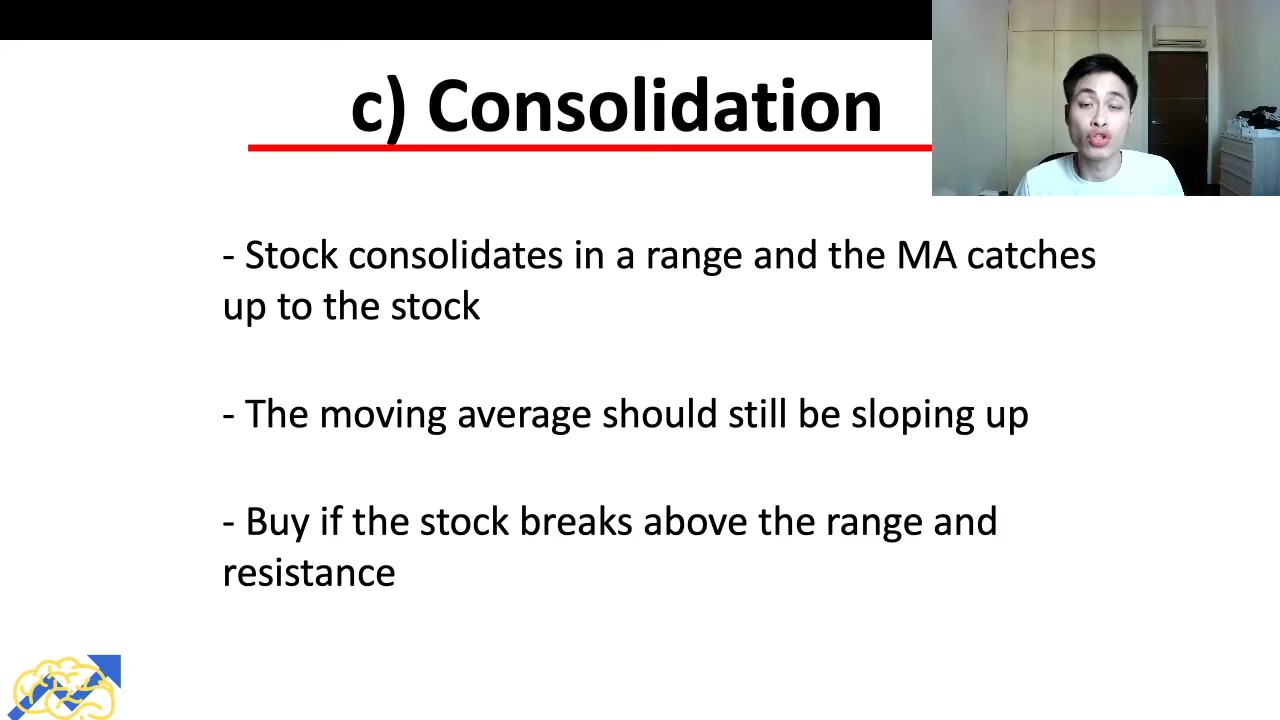 c) Consolidation
- Stock consolidates in a range and the MA catches
up to the stock
- The moving average should still be sloping up
- Buy if the stock breaks above the range and
resistance